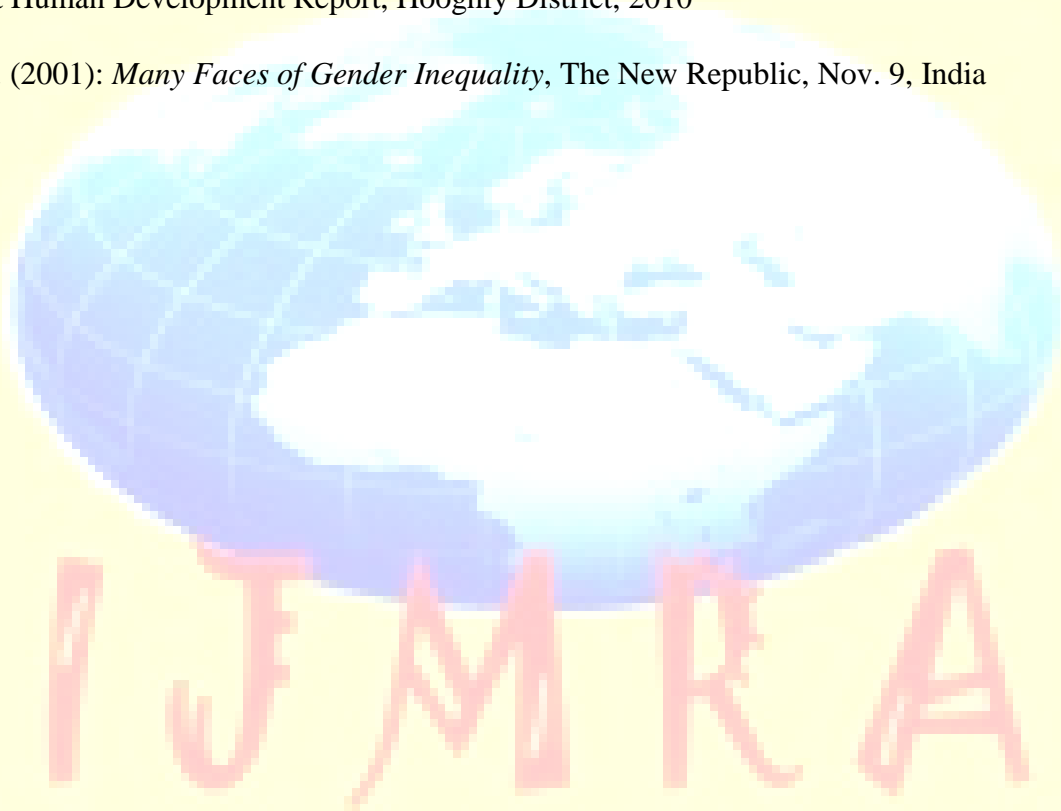 Human Development Report, Hooghly District, 2010
(2001): Many Faces of Gender Inequality, The New Republic, Nov. 9, India
IJMRA